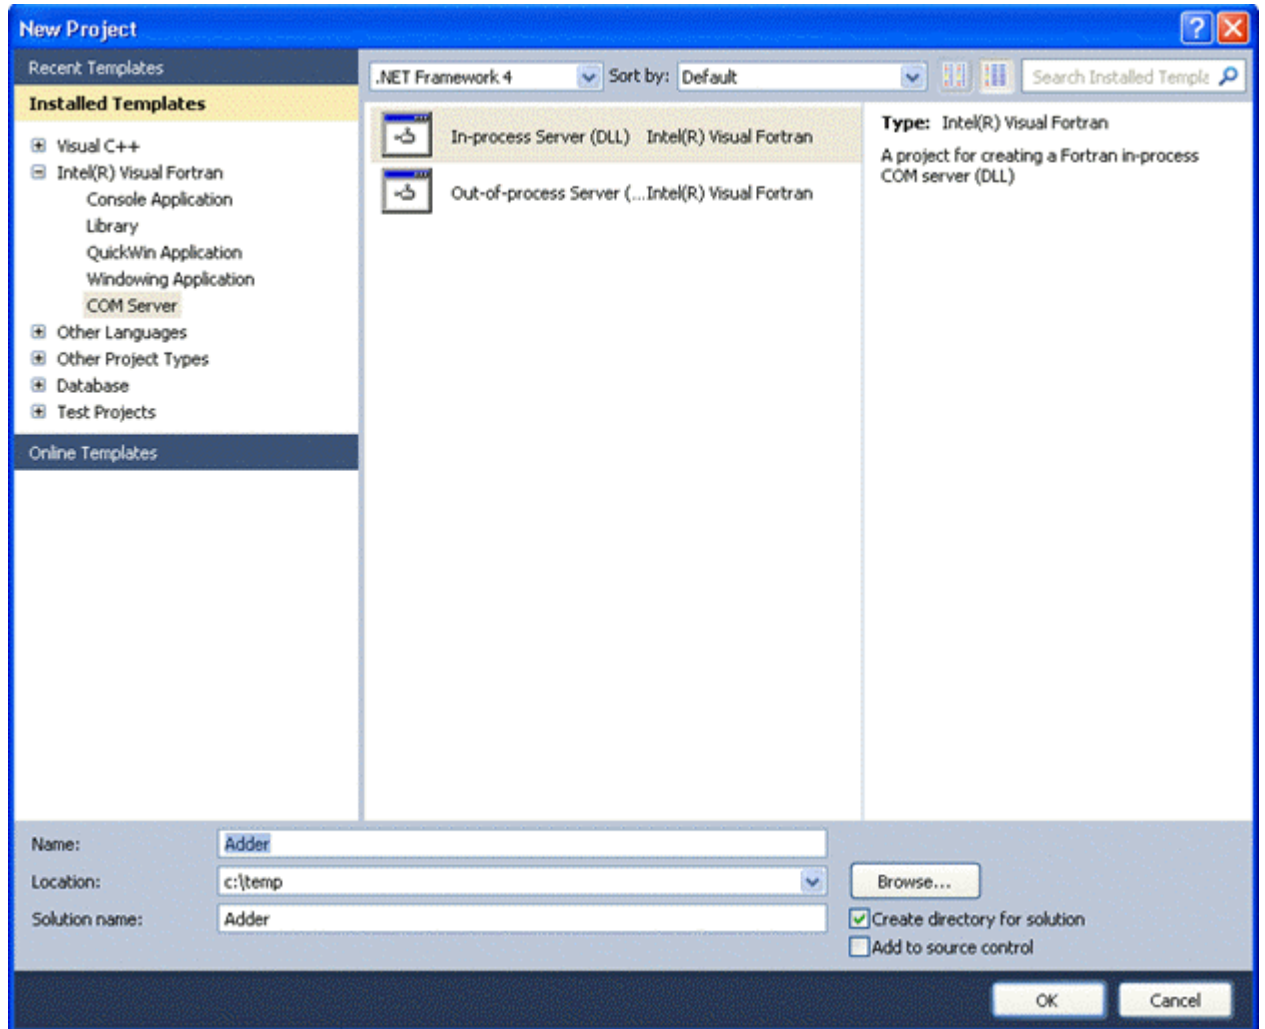 New Project
Recent Templates
Installed Templates
Visual C++
Intel(R) Visual Fortran
Console Application
Library
QuickWin Application
Windowing Application
COM Server
Other Languages
Other Project Types
Database
Test Projects
Online Templates
.NET Framework 4 Sort by: Default Search Installed Templa
In-process Server (DLL) Intel(R) Visual Fortran
Out-of-process Server (...Intel(R) Visual Fortran
Type: Intel(R) Visual Fortran
A project for creating a Fortran in-process
COM server (DLL)
Name: Adder
Location: c:\temp Browse...
Solution name: Adder Create directory for solution
Add to source control
OK Cancel